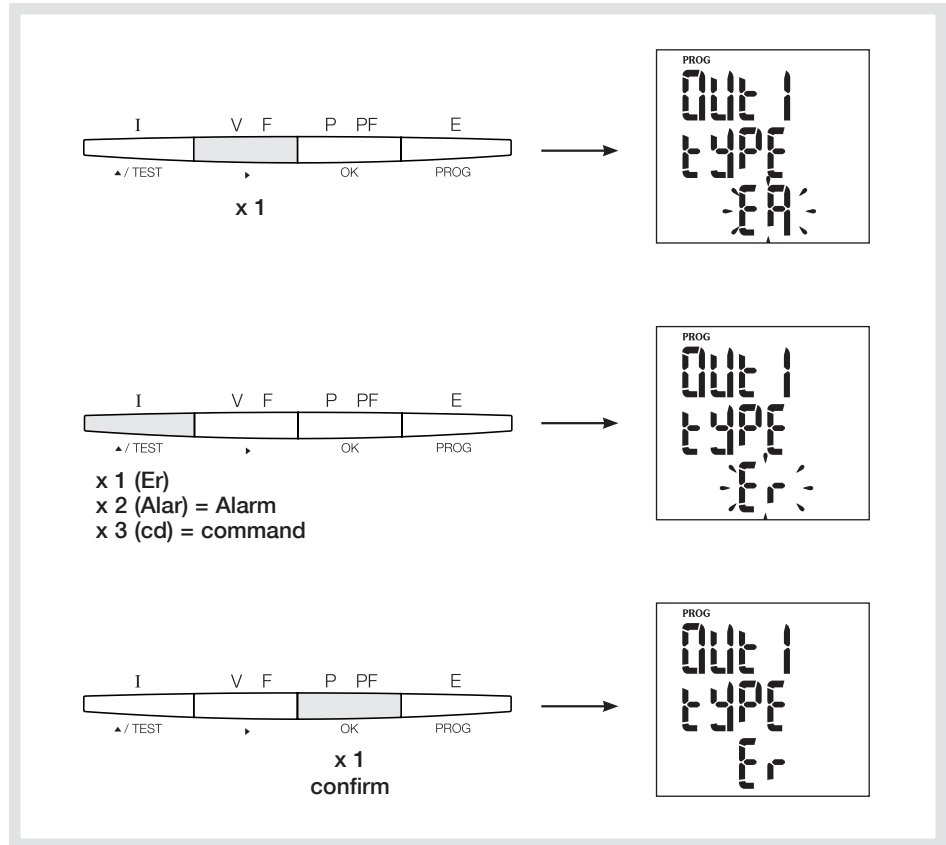 PROG
OUt 1
tYPE
EA
I V F P PF E
▲/ TEST ▶ OK PROG
x 1
PROG
OUt 1
tYPE
Er
I V F P PF E
▲/ TEST ▶ OK PROG
x 1 (Er)
x 2 (Alar) = Alarm
x 3 (cd) = command
PROG
OUt 1
tYPE
Er
I V F P PF E
▲/ TEST ▶ OK PROG
x 1
confirm